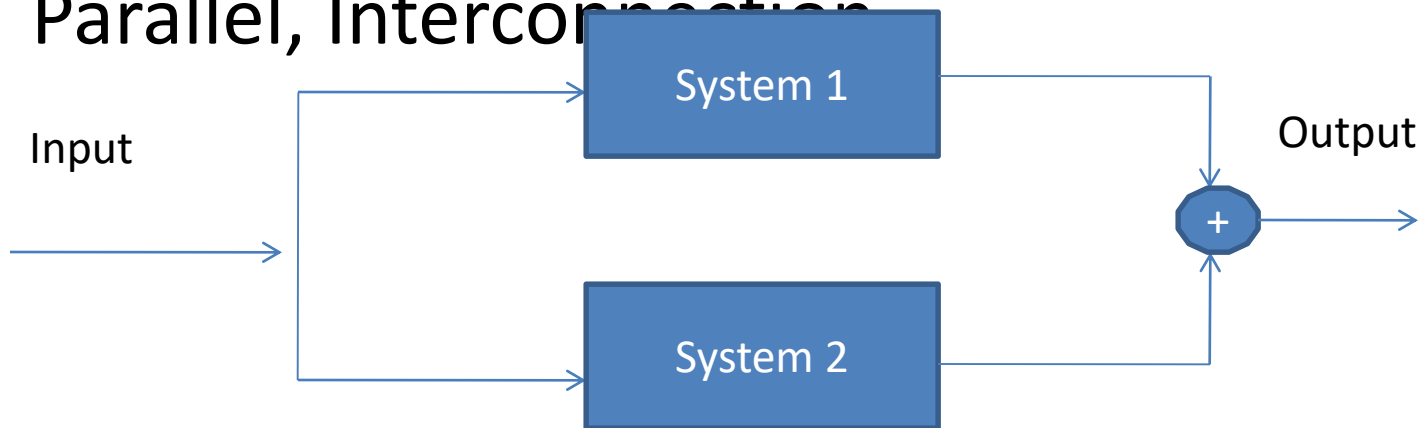 Parallel, Interconnection
System 1
Input
Output
+
System 2